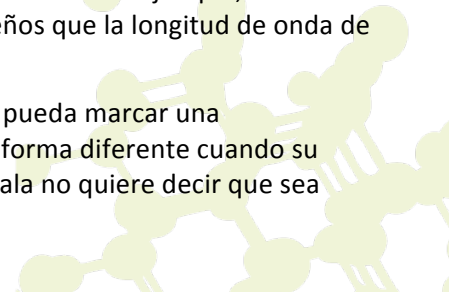 eños que la longitud de onda de
pueda marcar una
forma diferente cuando su
ala no quiere decir que sea